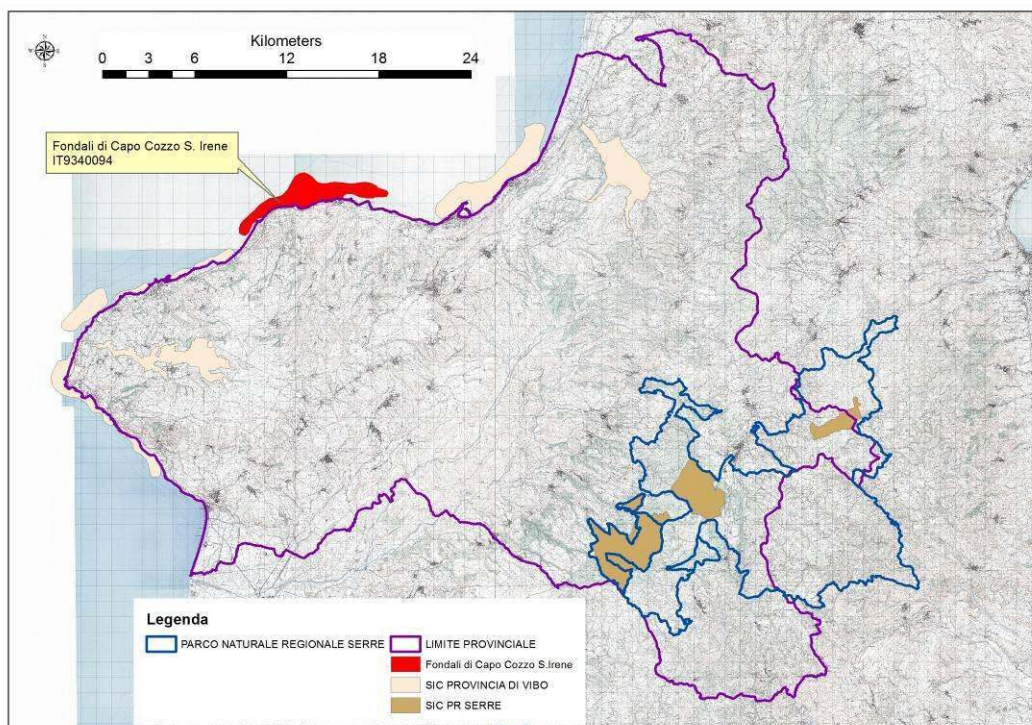 N
W
E
S
Kilometers
0 3 6 12 18 24
Fondali di Capo Cozzo S. Irene
IT9340094
Legenda
PARCO NATURALE REGIONALE SERRE
LIMITE PROVINCIALE
Fondali di Capo Cozzo S.Irene
SIC PROVINCIA DI VIBO
SIC PR SERRE